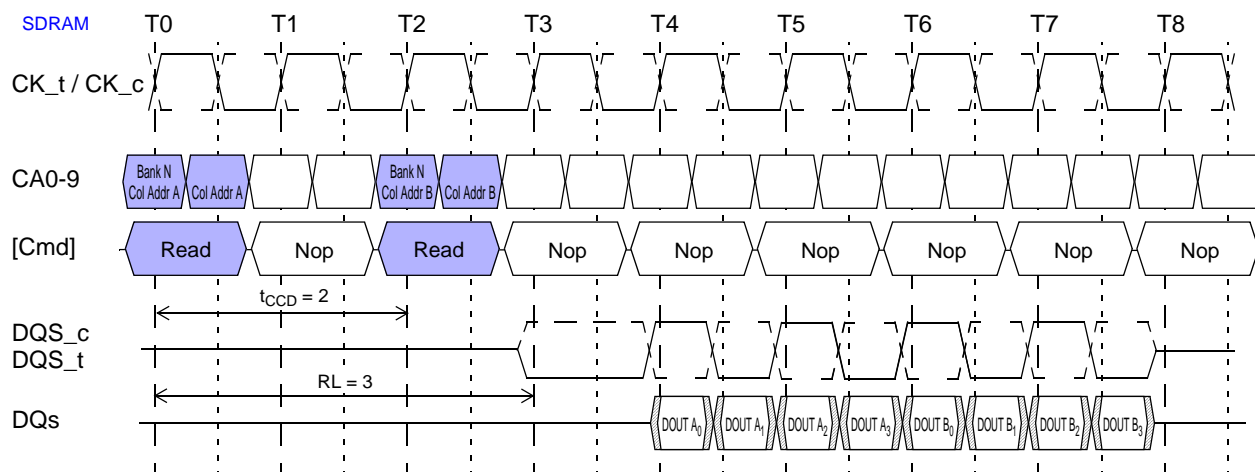 SDRAM T0 T1 T2 T3 T4 T5 T6 T7 T8
CK_t / CK_c
CA0-9
Bank N
Col Addr A
Col Addr A
Bank N
Col Addr B
Col Addr B
[Cmd] Read Nop Read Nop Nop Nop Nop Nop Nop
tCCD = 2
DQS_c
DQS_t
RL = 3
DQs DOUT A0 DOUT A1 DOUT A2 DOUT A3 DOUT B0 DOUT B1 DOUT B2 DOUT B3